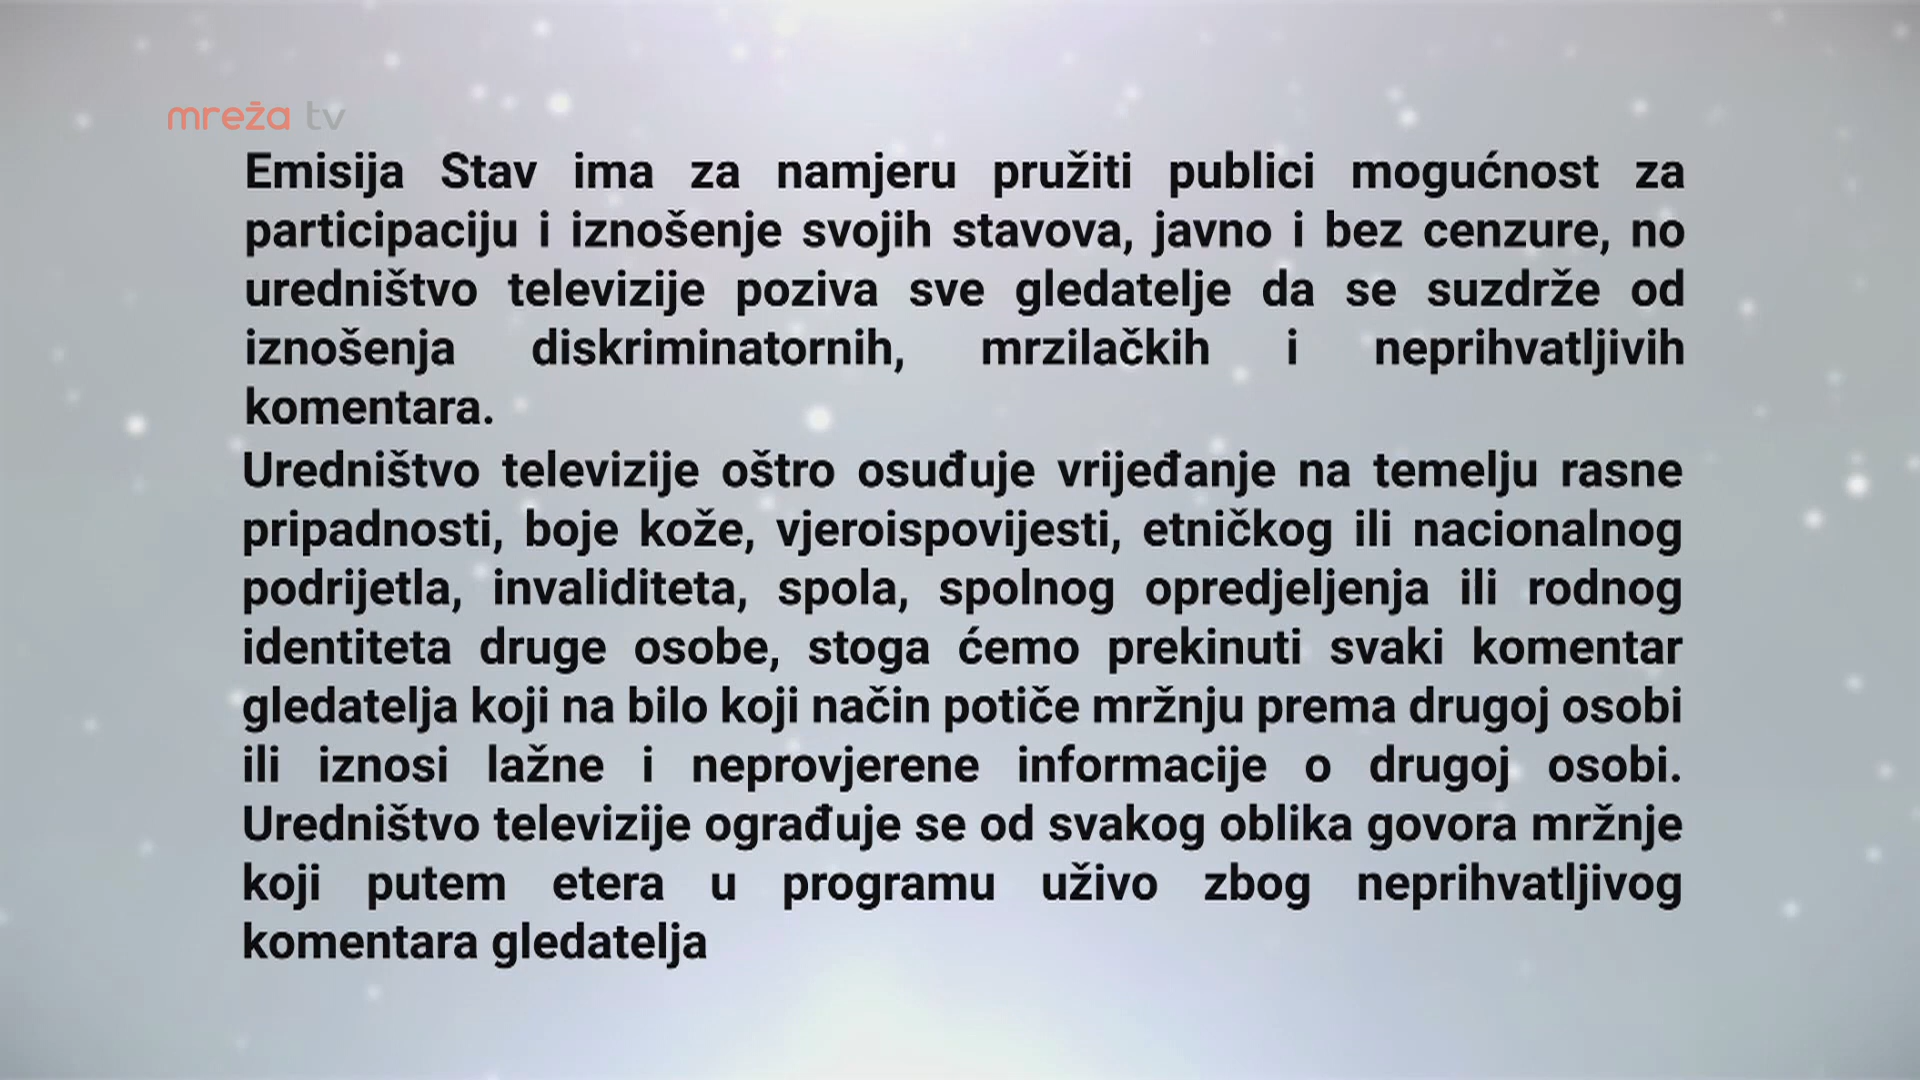 mreža tv
Emisija Stav ima za namjeru pružiti publici mogućnost za
participaciju i iznošenje svojih stavova, javno i bez cenzure, no
uredništvo televizije poziva sve gledatelje da se suzdrže od
iznošenja diskriminatornih, mrzilačkih i neprihvatljivih
komentara.
Uredništvo televizije oštro osuđuje vrijeđanje na temelju rasne
pripadnosti, boje kože, vjeroispovijesti, etničkog ili nacionalnog
podrijetla, invaliditeta, spola, spolnog opredjeljenja ili rodnog
identiteta druge osobe, stoga ćemo prekinuti svaki komentar
gledatelja koji na bilo koji način potiče mržnju prema drugoj osobi
ili iznosi lažne i neprovjerene informacije o drugoj osobi.
Uredništvo televizije ograđuje se od svakog oblika govora mržnje
koji putem etera u programu uživo zbog neprihvatljivog
komentara gledatelja